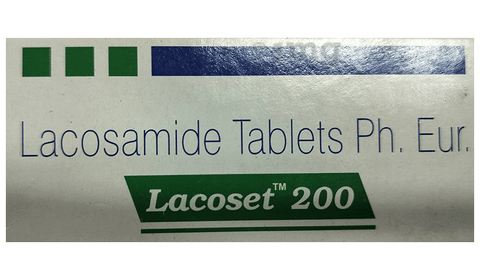 Lacosamide Tablets Ph. Eur.
Lacoset™ 200